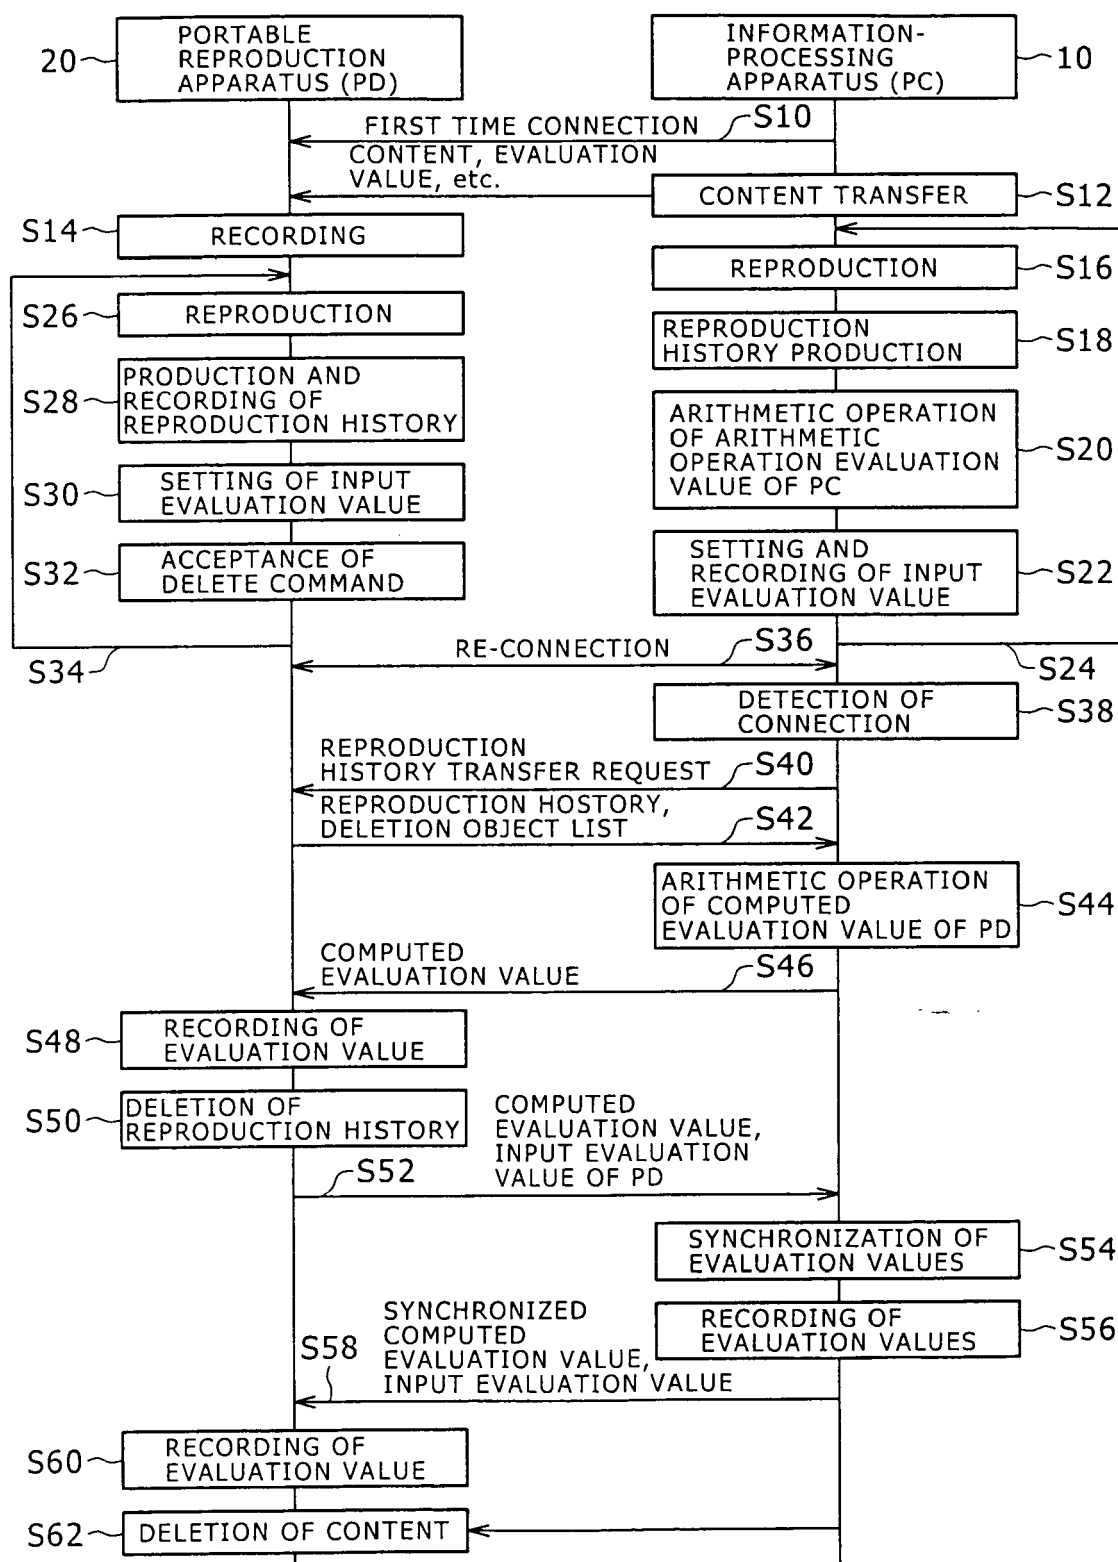 20
PORTABLE
REPRODUCTION
APPARATUS (PD)
INFORMATION-
PROCESSING
APPARATUS (PC)
10
FIRST TIME CONNECTION
S10
CONTENT, EVALUATION
VALUE, etc.
CONTENT TRANSFER
S12
S14
RECORDING
REPRODUCTION
S16
S26
REPRODUCTION
REPRODUCTION
HISTORY PRODUCTION
S18
S28
PRODUCTION AND
RECORDING OF
REPRODUCTION HISTORY
ARITHMETIC OPERATION
OF ARITHMETIC
OPERATION EVALUATION
VALUE OF PC
S20
S30
SETTING OF INPUT
EVALUATION VALUE
S32
ACCEPTANCE OF
DELETE COMMAND
SETTING AND
RECORDING OF INPUT
EVALUATION VALUE
S22
S34
RE-CONNECTION
S36
S24
DETECTION OF
CONNECTION
S38
REPRODUCTION
HISTORY TRANSFER REQUEST
S40
REPRODUCTION HOSTORY,
DELETION OBJECT LIST
S42
ARITHMETIC OPERATION
OF COMPUTED
EVALUATION VALUE OF PD
S44
COMPUTED
EVALUATION VALUE
S46
S48
RECORDING OF
EVALUATION VALUE
S50
DELETION OF
REPRODUCTION HISTORY
COMPUTED
EVALUATION VALUE,
INPUT EVALUATION
VALUE OF PD
S52
SYNCHRONIZATION OF
EVALUATION VALUES
S54
RECORDING OF
EVALUATION VALUES
S56
S58
SYNCHRONIZED
COMPUTED
EVALUATION VALUE,
INPUT EVALUATION VALUE
S60
RECORDING OF
EVALUATION VALUE
S62
DELETION OF CONTENT